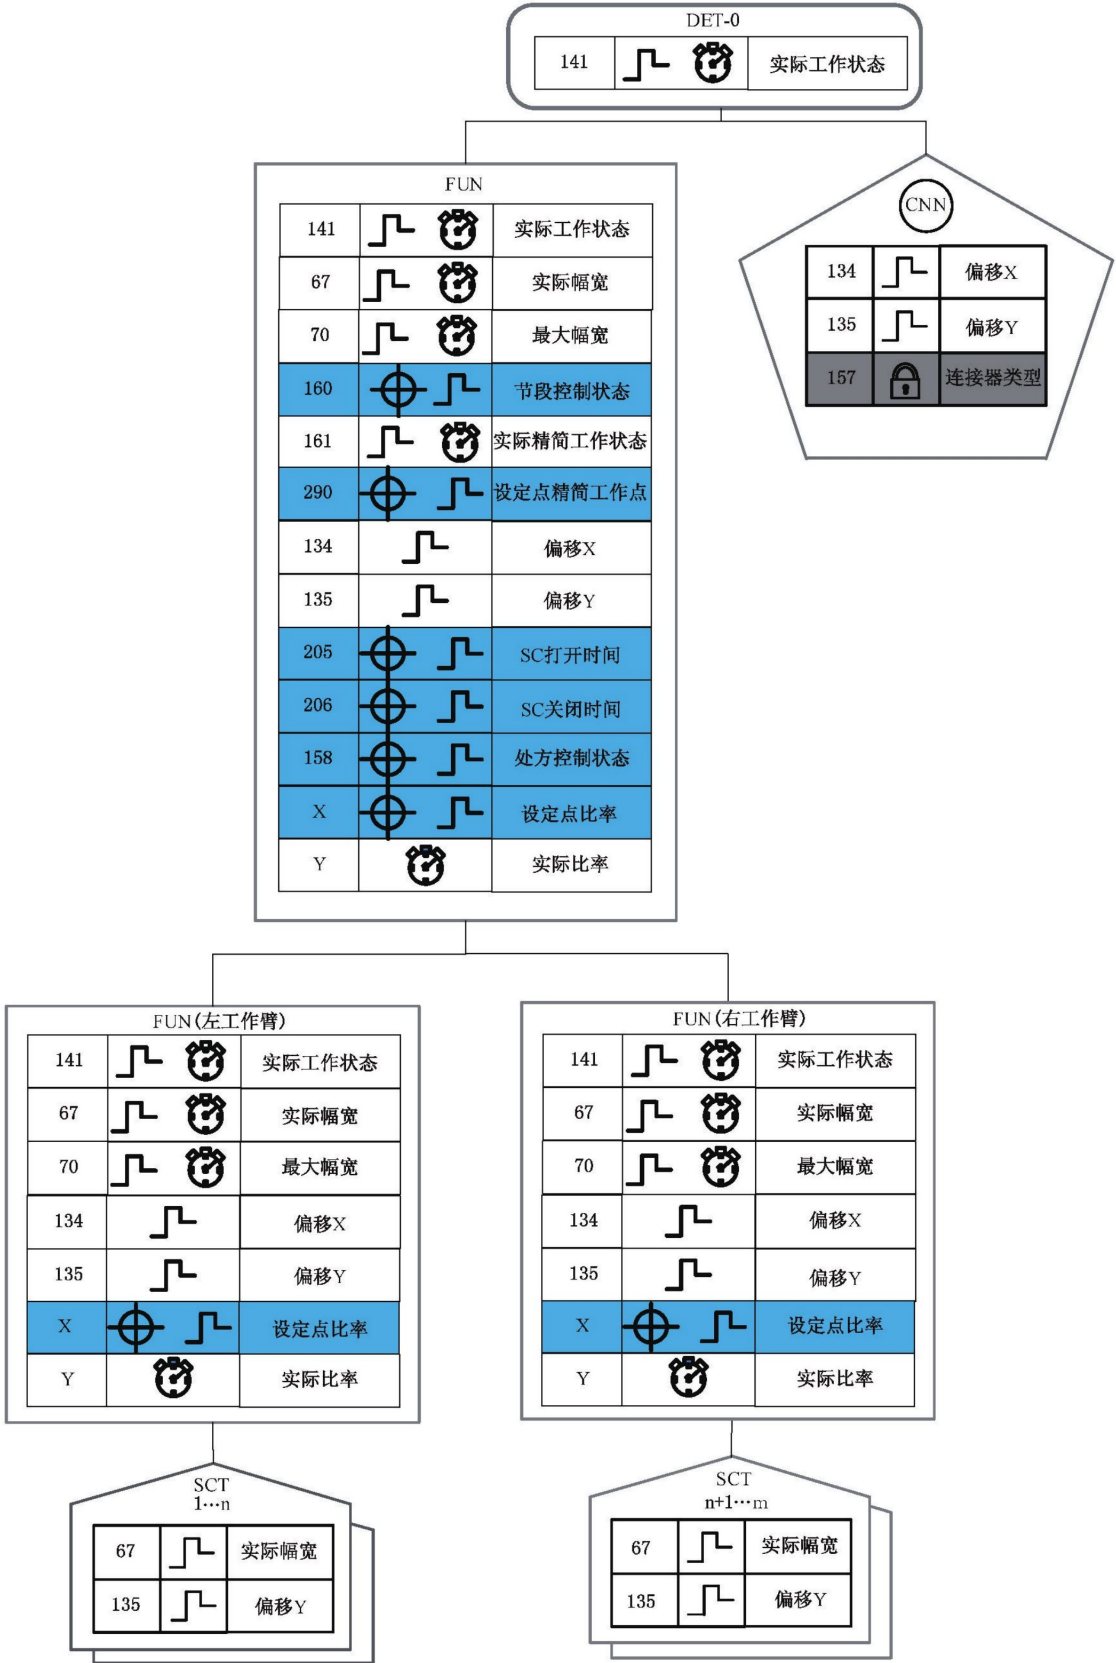 DET-0
141 实际工作状态
FUN
141 实际工作状态
67 实际幅宽
70 最大幅宽
160 节段控制状态
161 实际精简工作状态
290 设定点精简工作点
134 偏移X
135 偏移Y
205 SC打开时间
206 SC关闭时间
158 处方控制状态
X 设定点比率
Y 实际比率
CNN
134 偏移X
135 偏移Y
157 连接器类型
FUN(左工作臂)
141 实际工作状态
67 实际幅宽
70 最大幅宽
134 偏移X
135 偏移Y
X 设定点比率
Y 实际比率
FUN(右工作臂)
141 实际工作状态
67 实际幅宽
70 最大幅宽
134 偏移X
135 偏移Y
X 设定点比率
Y 实际比率
SCT
1…n
67 实际幅宽
135 偏移Y
SCT
n+1…m
67 实际幅宽
135 偏移Y